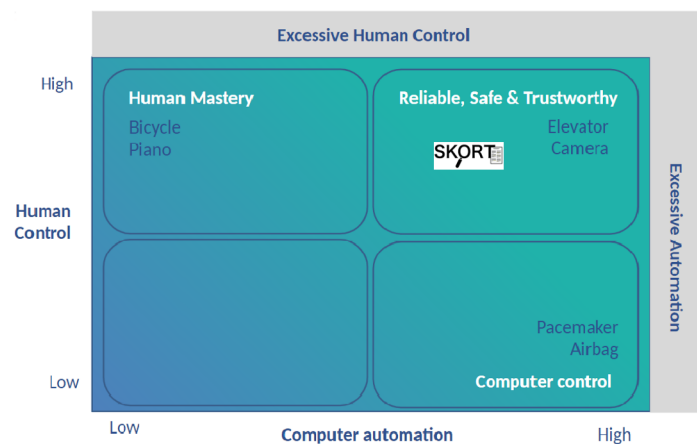 Excessive Human Control
High
Human Mastery
Bicycle
Piano
Reliable, Safe & Trustworthy
Elevator
Camera
SKORT
Human
Control
Excessive Automation
Pacemaker
Airbag
Computer control
Low
Low
Computer automation
High